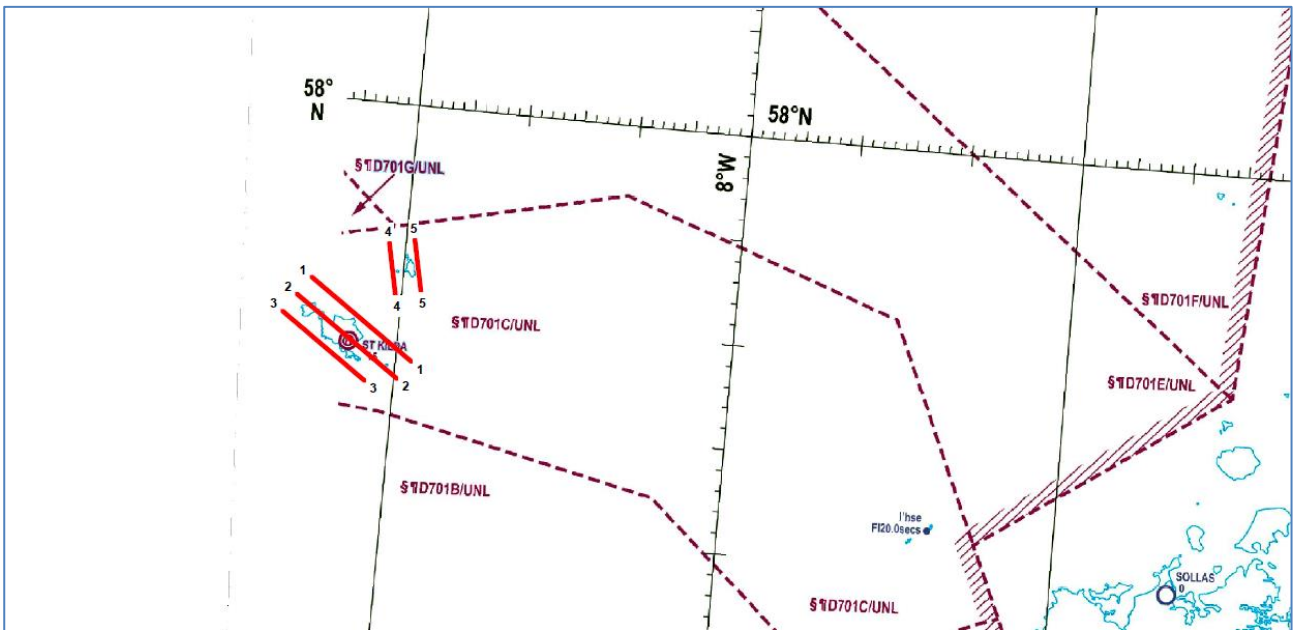 58°
N
58°N
8°W
§¶D701G/UNL
4 5
1
2
3
4 5
§¶D701F/UNL
§¶D701C/UNL
ST KILDA
1
3 2
§¶D701E/UNL
§¶D701B/UNL
l'hse
Fl20.0secs
SOLLAS
0
§¶D701C/UNL